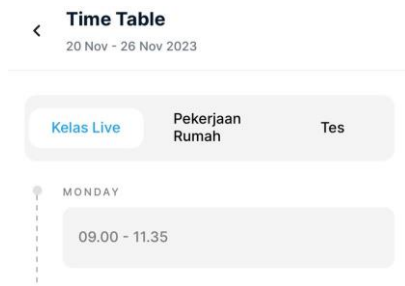 Time Table
20 Nov - 26 Nov 2023
Kelas Live
Pekerjaan
Rumah
Tes
MONDAY
09.00 - 11.35